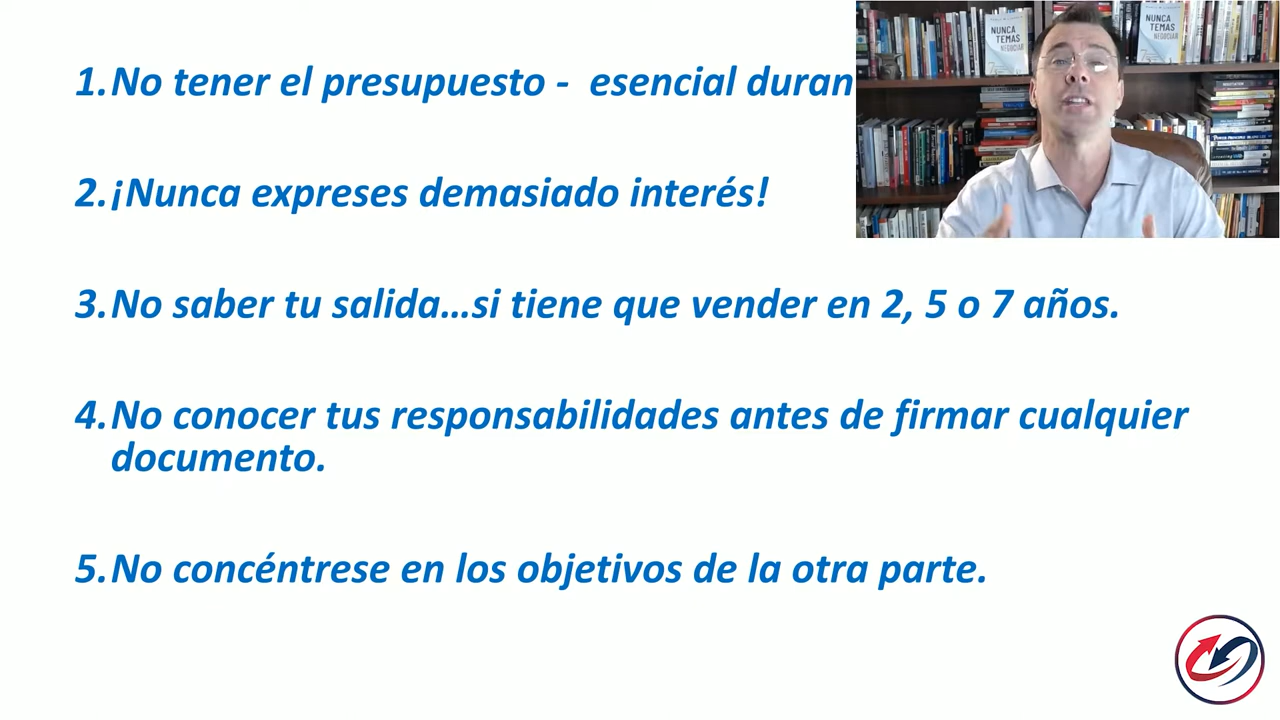 1. No tener el presupuesto - esencial duran
2. ¡Nunca expreses demasiado interés!
3. No saber tu salida...si tiene que vender en 2, 5 o 7 años.
4. No conocer tus responsabilidades antes de firmar cualquier
documento.
5. No concéntrese en los objetivos de la otra parte.
NUNCA
TEMAS
NEGOCIAR
NUNCA
TEMAS
NEGOCIAR